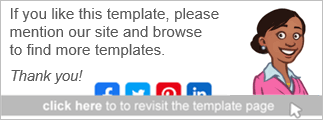 If you like this template, please
mention our site and browse
to find more templates.
Thank you!
click here to to revisit the template page